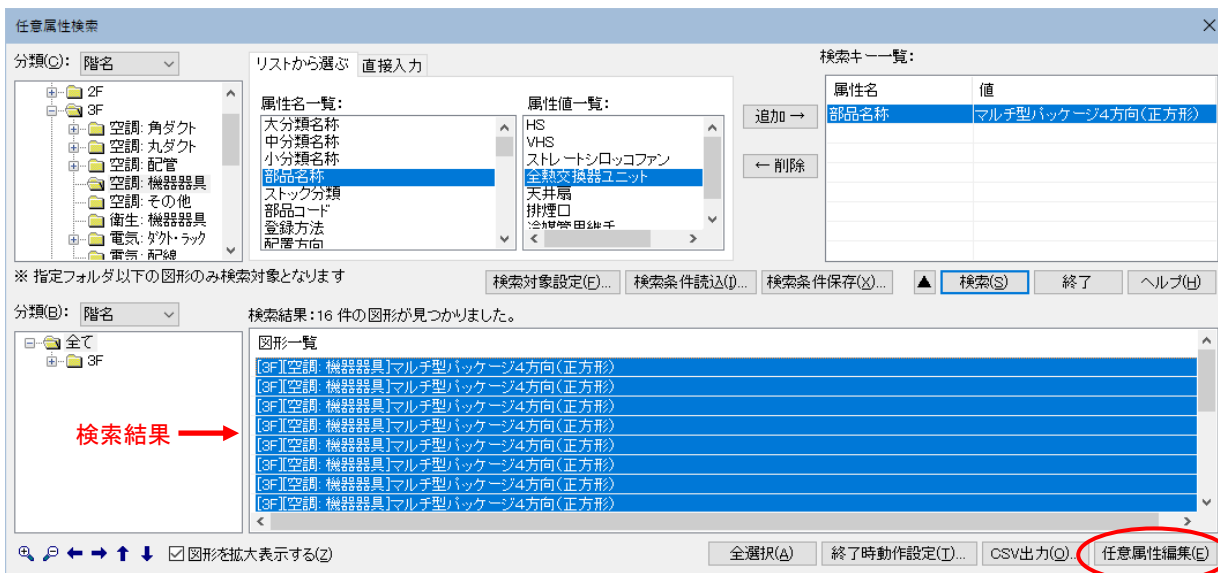 任意属性検索
分類(C): 階名
2F
3F
空調: 角ダクト
空調: 丸ダクト
空調: 配管
空調: 機器器具
空調: その他
衛生: 機器器具
電気: ダクト・ラック
電気: 配線
リストから選ぶ 直接入力
属性名一覧:
大分類名称
中分類名称
小分類名称
部品名称
ストック分類
部品コード
登録方法
配置方向
属性値一覧:
HS
VHS
ストレートシロッコファン
全熱交換器ユニット
天井扇
排煙口
冷媒管用継手
追加 →
← 削除
検索キー一覧:
属性名 値
部品名称 マルチ型パッケージ4方向(正方形)
※ 指定フォルダ以下の図形のみ検索対象となります
検索対象設定(F)... 検索条件読込(I)... 検索条件保存(X)... ▲ 検索(S) 終了 ヘルプ(H)
分類(B): 階名
検索結果:16 件の図形が見つかりました。
全て
3F
図形一覧
[3F][空調: 機器器具]マルチ型パッケージ4方向(正方形)
[3F][空調: 機器器具]マルチ型パッケージ4方向(正方形)
[3F][空調: 機器器具]マルチ型パッケージ4方向(正方形)
[3F][空調: 機器器具]マルチ型パッケージ4方向(正方形)
[3F][空調: 機器器具]マルチ型パッケージ4方向(正方形)
[3F][空調: 機器器具]マルチ型パッケージ4方向(正方形)
[3F][空調: 機器器具]マルチ型パッケージ4方向(正方形)
[3F][空調: 機器器具]マルチ型パッケージ4方向(正方形)
検索結果
図形を拡大表示する(Z)
全選択(A) 終了時動作設定(T)... CSV出力(O)... 任意属性編集(E)